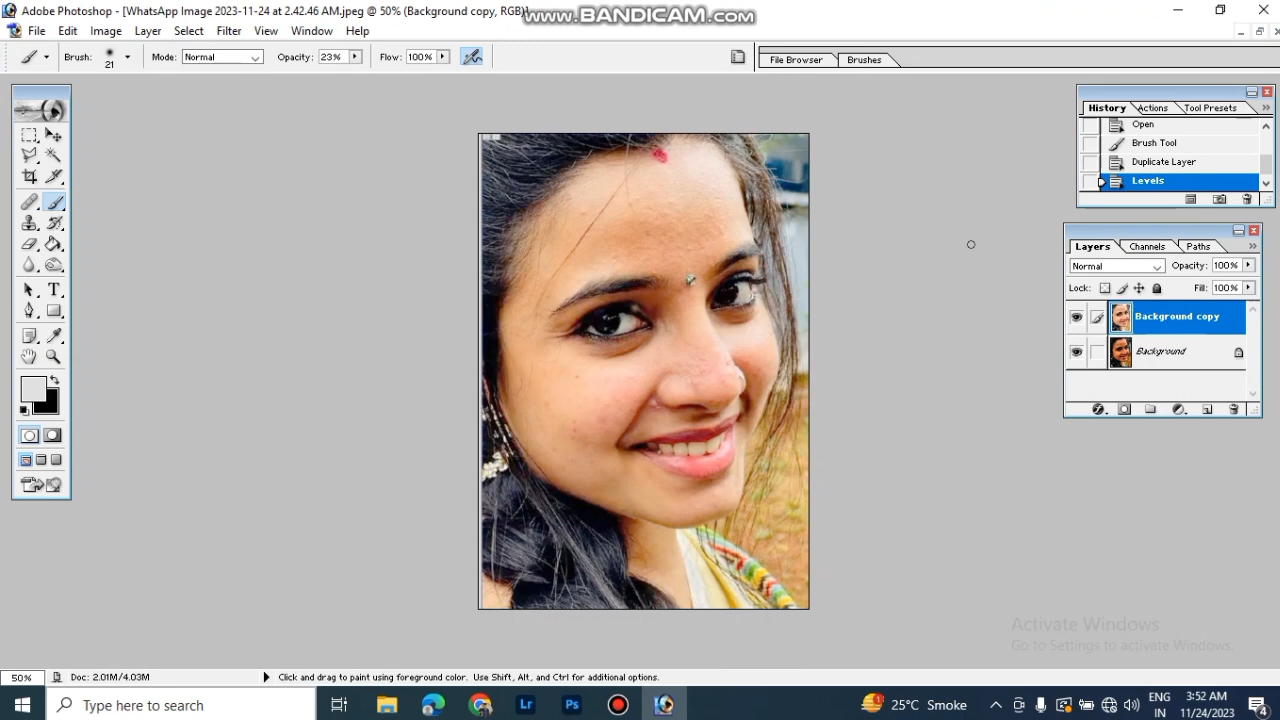 Adobe Photoshop - [WhatsApp Image 2023-11-24 at 2.42.46 AM.jpeg @ 50% (Background copy, RGB)]
www.BANDICAM.com
File Edit Image Layer Select Filter View Window Help
Brush: 21 Mode: Normal Opacity: 23% Flow: 100% File Browser Brushes
History Actions Tool Presets
Open
Brush Tool
Duplicate Layer
Levels
Layers Channels Paths
Normal Opacity: 100%
Lock: Fill: 100%
Background copy
Background
Activate Windows
Go to Settings to activate Windows.
50% Doc: 2.01M/4.03M Click and drag to paint using foreground color. Use Shift, Alt, and Ctrl for additional options.
Type here to search Lr Ps 25°C Smoke ENG IN 3:52 AM 11/24/2023 4